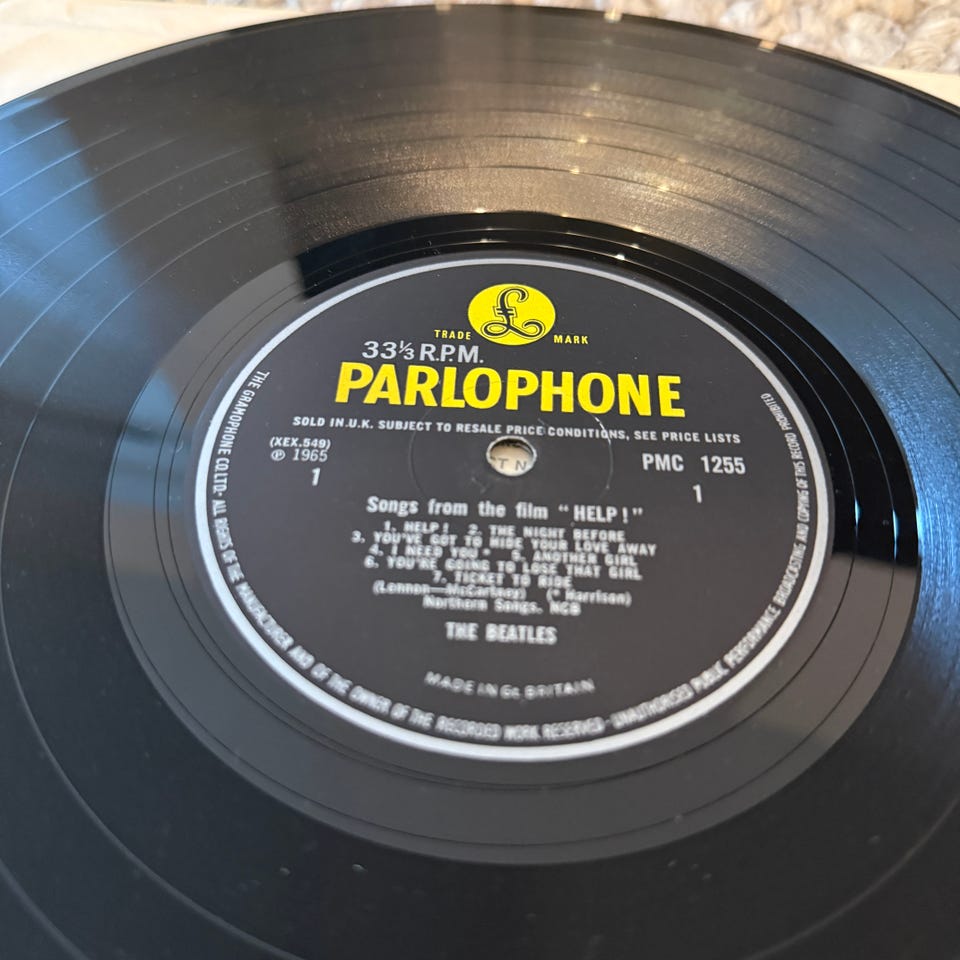 £
TRADE MARK
33⅓ R.P.M.
PARLOPHONE
SOLD IN U.K. SUBJECT TO RESALE PRICE CONDITIONS, SEE PRICE LISTS
(XEX.549)
℗ 1965
1
PMC 1255
1
TN
Songs from the film "HELP!"
1. HELP! 2. THE NIGHT BEFORE
3. YOU'VE GOT TO HIDE YOUR LOVE AWAY
4. I NEED YOU * 5. ANOTHER GIRL
6. YOU'RE GOING TO LOSE THAT GIRL
7. TICKET TO RIDE
(Lennon—McCartney) (* Harrison)
Northern Songs, NCB
THE BEATLES
MADE IN GT. BRITAIN
THE GRAMOPHONE CO. LTD. ALL RIGHTS OF THE MANUFACTURER AND OF THE OWNER OF THE RECORDED WORK RESERVED · UNAUTHORISED PUBLIC PERFORMANCE BROADCASTING AND COPYING OF THIS RECORD PROHIBITED